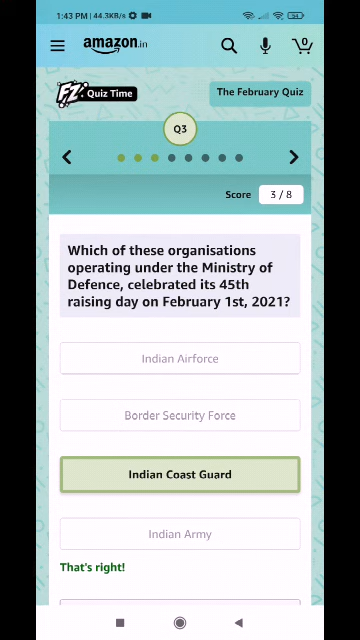 1:43 PM | 44.3KB/s
54
amazon.in
0
FZ Quiz Time
The February Quiz
Q3
Score 3 / 8
Which of these organisations
operating under the Ministry of
Defence, celebrated its 45th
raising day on February 1st, 2021?
Indian Airforce
Border Security Force
Indian Coast Guard
Indian Army
That's right!